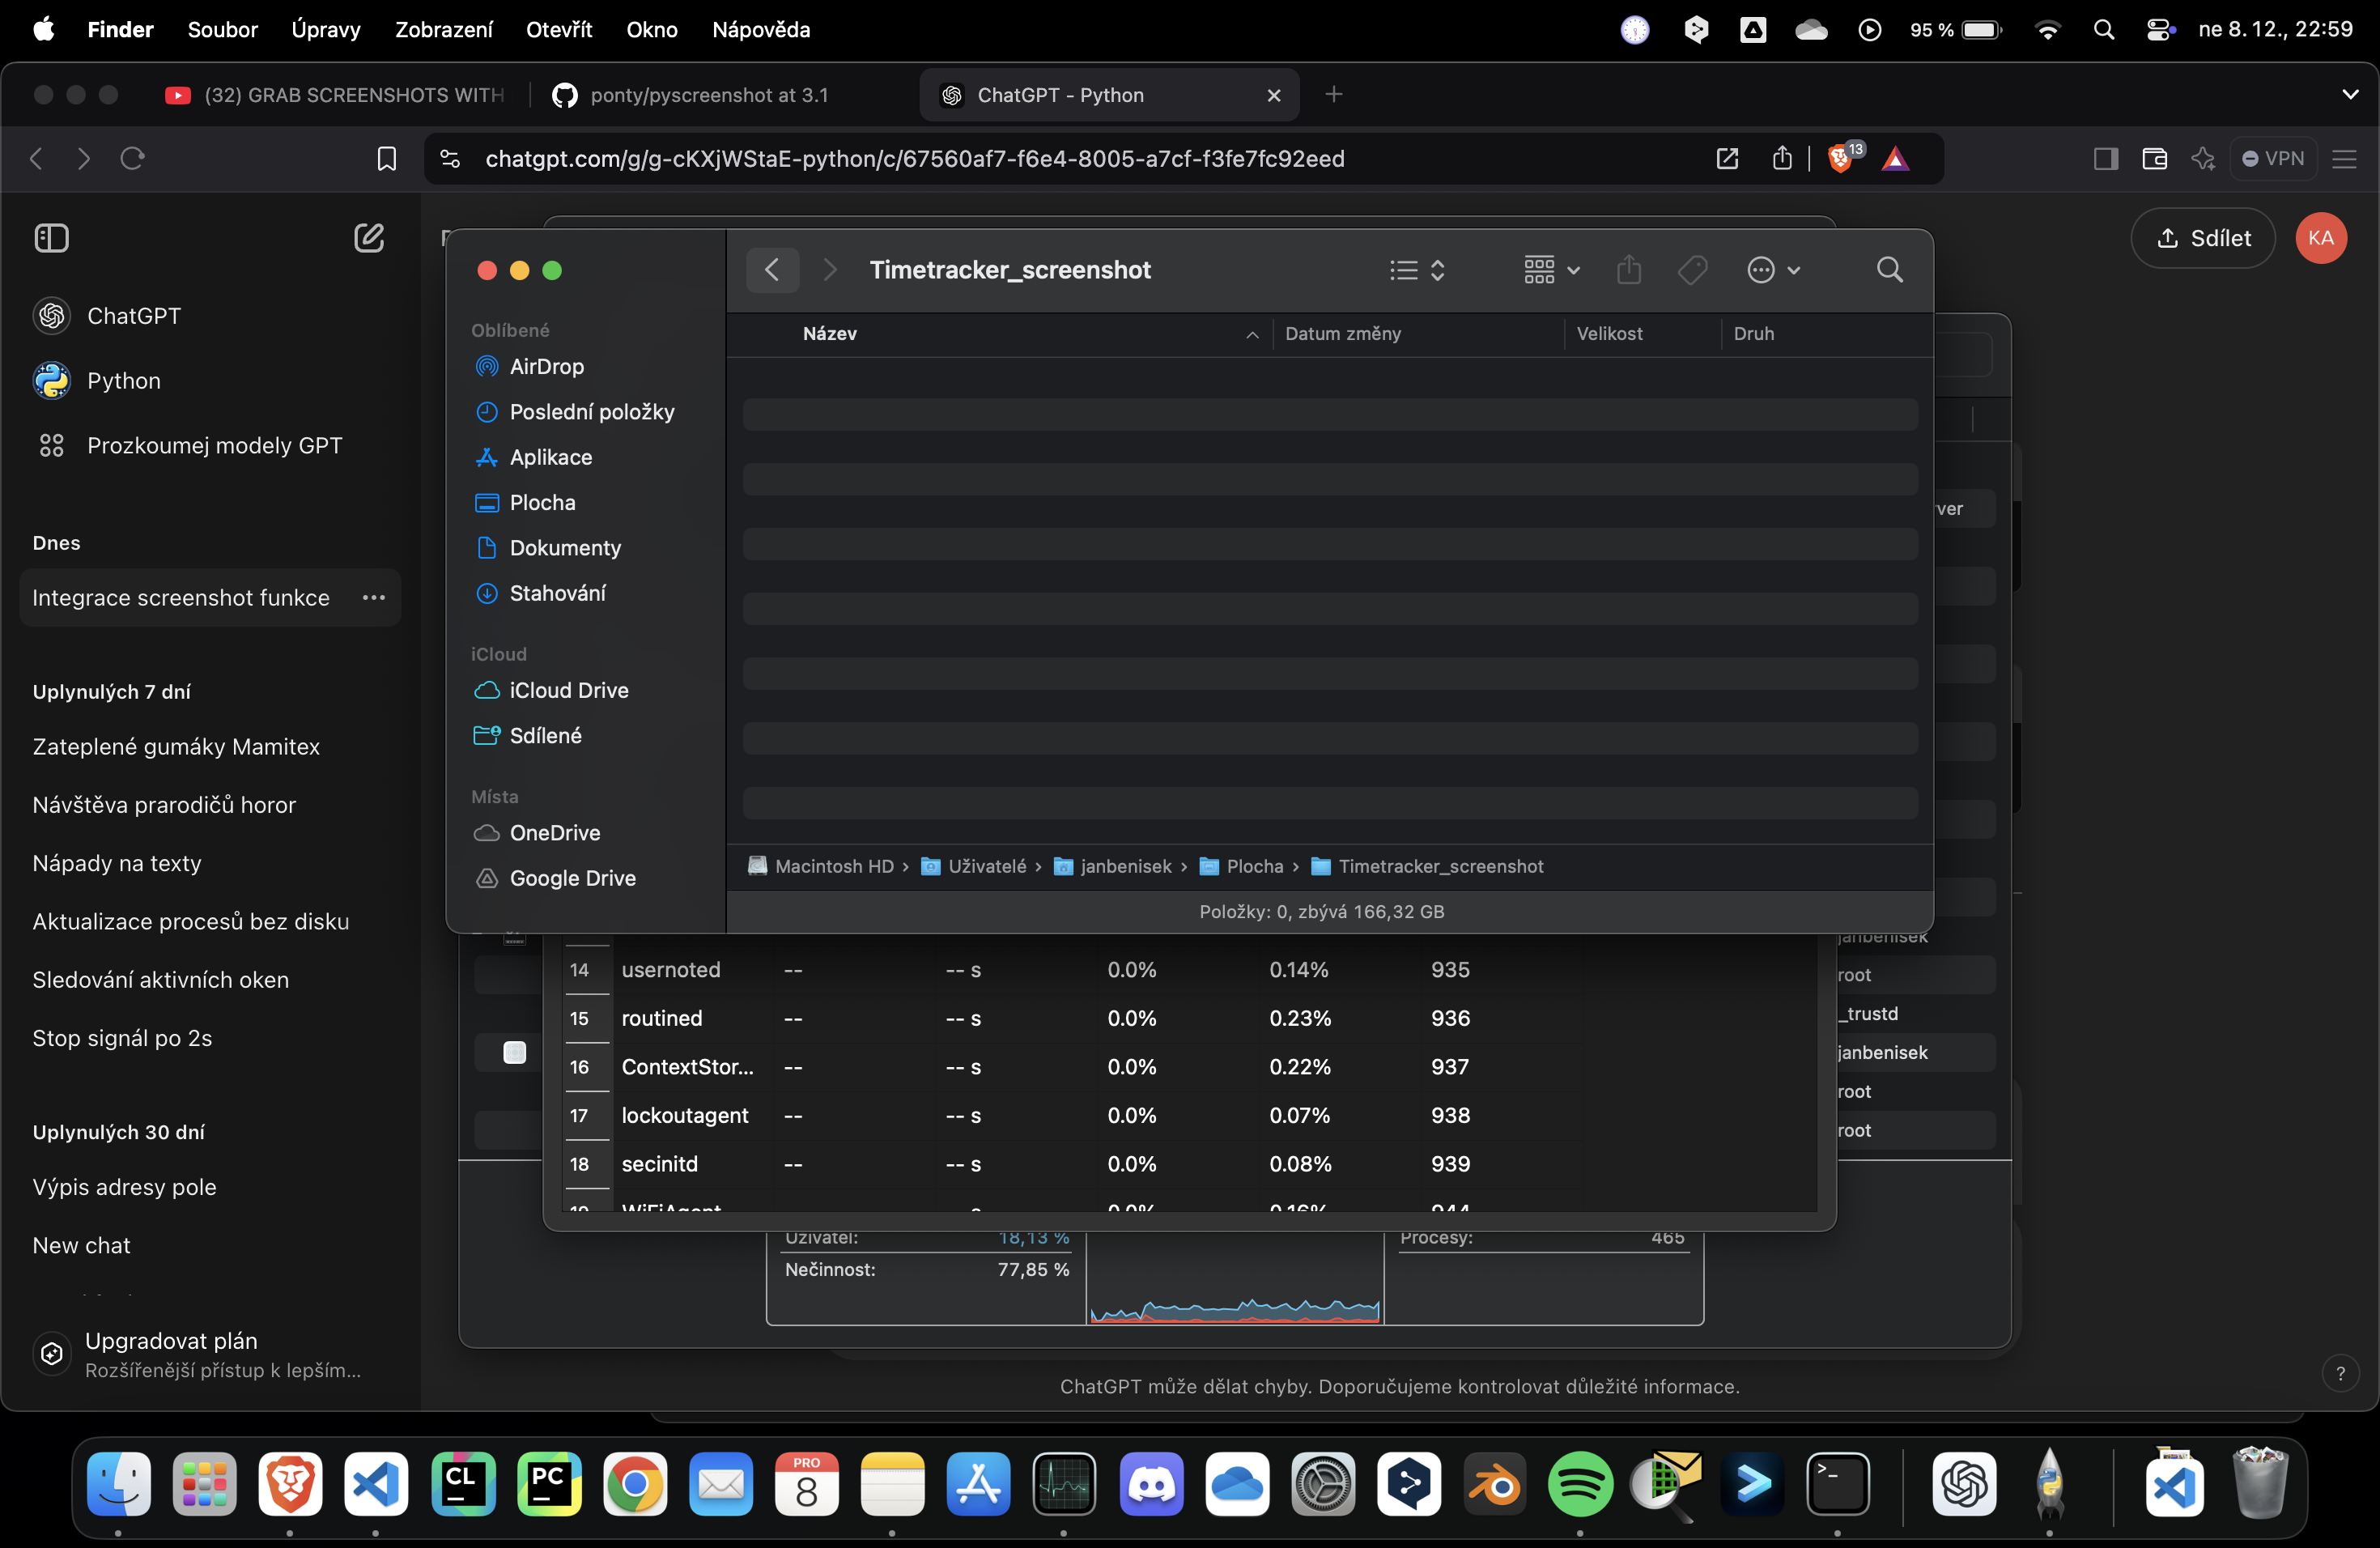 Finder Soubor Úpravy Zobrazení Otevřít Okno Nápověda 95 % ne 8. 12., 22:59
(32) GRAB SCREENSHOTS WITH ponty/pyscreenshot at 3.1 ChatGPT - Python
chatgpt.com/g/g-cKXjWStaE-python/c/67560af7-f6e4-8005-a7cf-f3fe7fc92eed 13 VPN
Sdílet KA
ChatGPT
Python
Prozkoumej modely GPT
Dnes
Integrace screenshot funkce
Uplynulých 7 dní
Zateplené gumáky Mamitex
Návštěva prarodičů horor
Nápady na texty
Aktualizace procesů bez disku
Sledování aktivních oken
Stop signál po 2s
Uplynulých 30 dní
Výpis adresy pole
New chat
Upgradovat plán
Rozšířenější přístup k lepším...
Timetracker_screenshot
Oblíbené
AirDrop
Poslední položky
Aplikace
Plocha
Dokumenty
Stahování
iCloud
iCloud Drive
Sdílené
Místa
OneDrive
Google Drive
Název Datum změny Velikost Druh
Macintosh HD › Uživatelé › janbenisek › Plocha › Timetracker_screenshot
Položky: 0, zbývá 166,32 GB
ver
janbenisek
root
_trustd
janbenisek
root
root
14 usernoted -- -- s 0.0% 0.14% 935
15 routined -- -- s 0.0% 0.23% 936
16 ContextStor... -- -- s 0.0% 0.22% 937
17 lockoutagent -- -- s 0.0% 0.07% 938
18 secinitd -- -- s 0.0% 0.08% 939
19 WiFiAgent -- -- s 0.0% 0.16% 944
Uživatel: 18,13 % Procesy: 465
Nečinnost: 77,85 %
ChatGPT může dělat chyby. Doporučujeme kontrolovat důležité informace.
?
CL PC PRO 8 >_